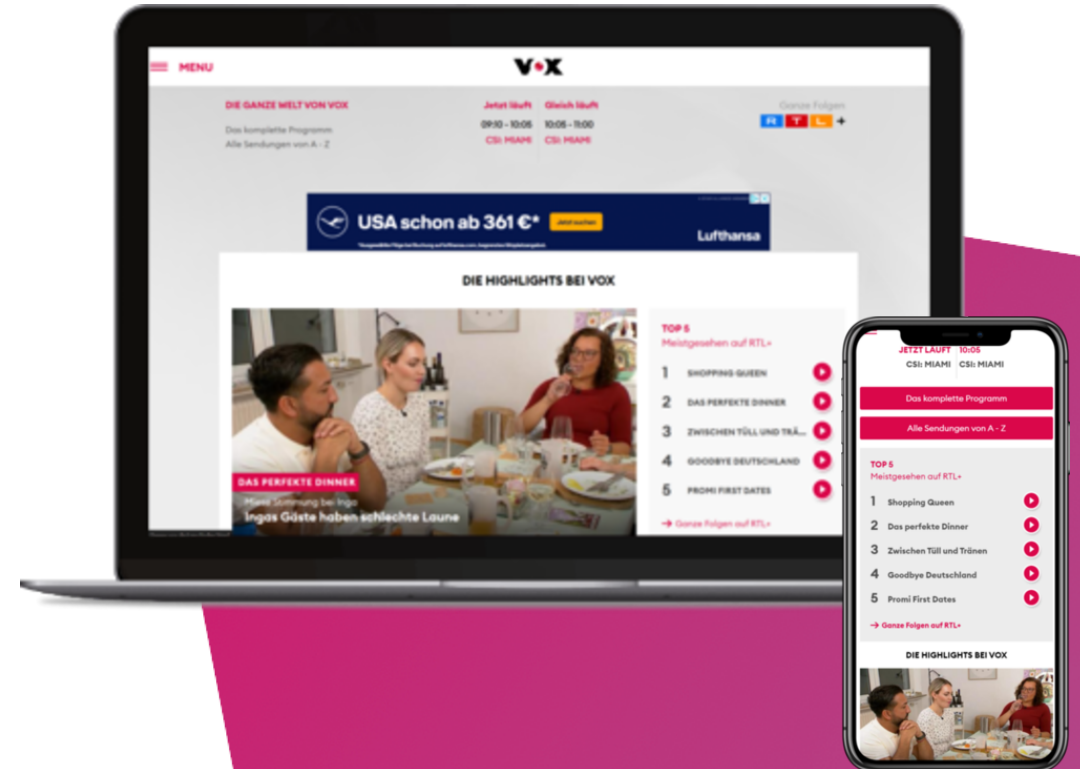 MENU
VOX
DIE GANZE WELT VON VOX
Das komplette Programm
Alle Sendungen von A - Z
Jetzt läuft
09:10 - 10:05
CSI: MIAMI
Gleich läuft
10:05 - 11:00
CSI: MIAMI
Ganze Folgen
RTL+
USA schon ab 361 €*
Jetzt suchen
Lufthansa
DIE HIGHLIGHTS BEI VOX
DAS PERFEKTE DINNER
Miese Stimmung bei Ingo
Ingas Gäste haben schlechte Laune
TOP 5
Meistgesehen auf RTL+
1 SHOPPING QUEEN
2 DAS PERFEKTE DINNER
3 ZWISCHEN TÜLL UND TRÄ...
4 GOODBYE DEUTSCHLAND
5 PROMI FIRST DATES
→ Ganze Folgen auf RTL+
JETZT LÄUFT
CSI: MIAMI
10:05
CSI: MIAMI
Das komplette Programm
Alle Sendungen von A - Z
TOP 5
Meistgesehen auf RTL+
1 Shopping Queen
2 Das perfekte Dinner
3 Zwischen Tüll und Tränen
4 Goodbye Deutschland
5 Promi First Dates
→ Ganze Folgen auf RTL+
DIE HIGHLIGHTS BEI VOX